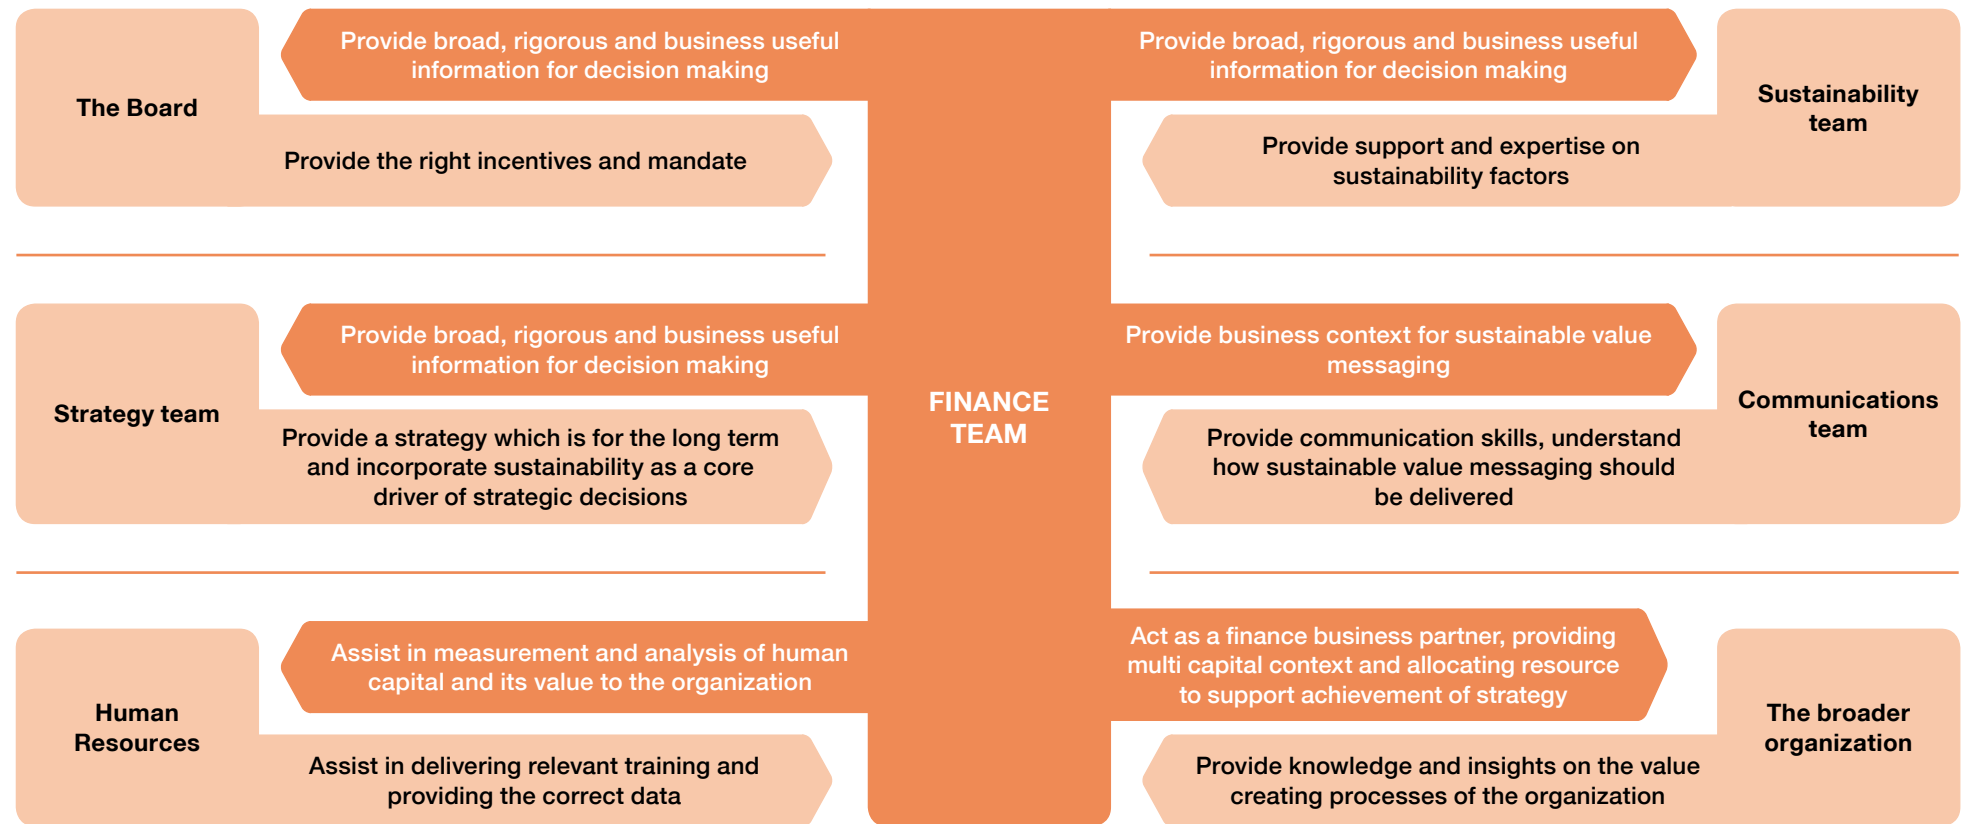 The Board
Provide broad, rigorous and business useful
information for decision making
Provide the right incentives and mandate
Provide broad, rigorous and business useful
information for decision making
Provide support and expertise on
sustainability factors
Sustainability
team
Strategy team
Provide broad, rigorous and business useful
information for decision making
Provide a strategy which is for the long term
and incorporate sustainability as a core
driver of strategic decisions
FINANCE
TEAM
Provide business context for sustainable value
messaging
Provide communication skills, understand
how sustainable value messaging should
be delivered
Communications
team
Human
Resources
Assist in measurement and analysis of human
capital and its value to the organization
Assist in delivering relevant training and
providing the correct data
Act as a finance business partner, providing
multi capital context and allocating resource
to support achievement of strategy
Provide knowledge and insights on the value
creating processes of the organization
The broader
organization